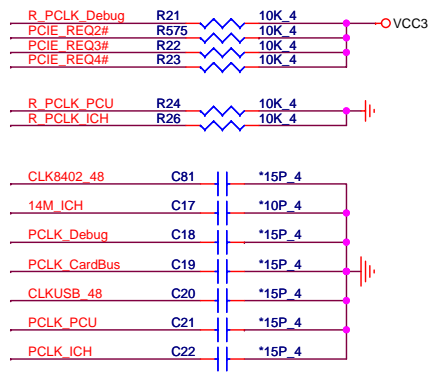 R_PCLK_Debug R21 10K_4 VCC3
PCIE_REQ2# R575 10K_4
PCIE_REQ3# R22 10K_4
PCIE_REQ4# R23 10K_4
R_PCLK_PCU R24 10K_4
R_PCLK_ICH R26 10K_4
CLK8402_48 C81 *15P_4
14M_ICH C17 *10P_4
PCLK_Debug C18 *15P_4
PCLK_CardBus C19 *15P_4
CLKUSB_48 C20 *15P_4
PCLK_PCU C21 *15P_4
PCLK_ICH C22 *15P_4